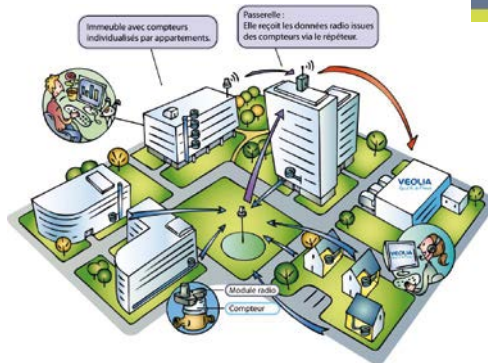 Immeuble avec compteurs
individualisés par appartements.
Passerelle :
Elle reçoit les données radio issues
des compteurs via le répéteur.
VEOLIA
VEOLIA
Module radio
Compteur